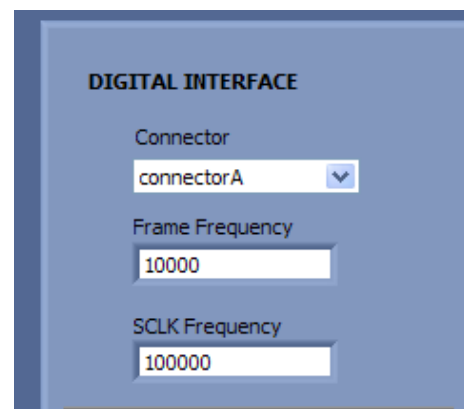 DIGITAL INTERFACE
Connector
connectorA
Frame Frequency
10000
SCLK Frequency
100000